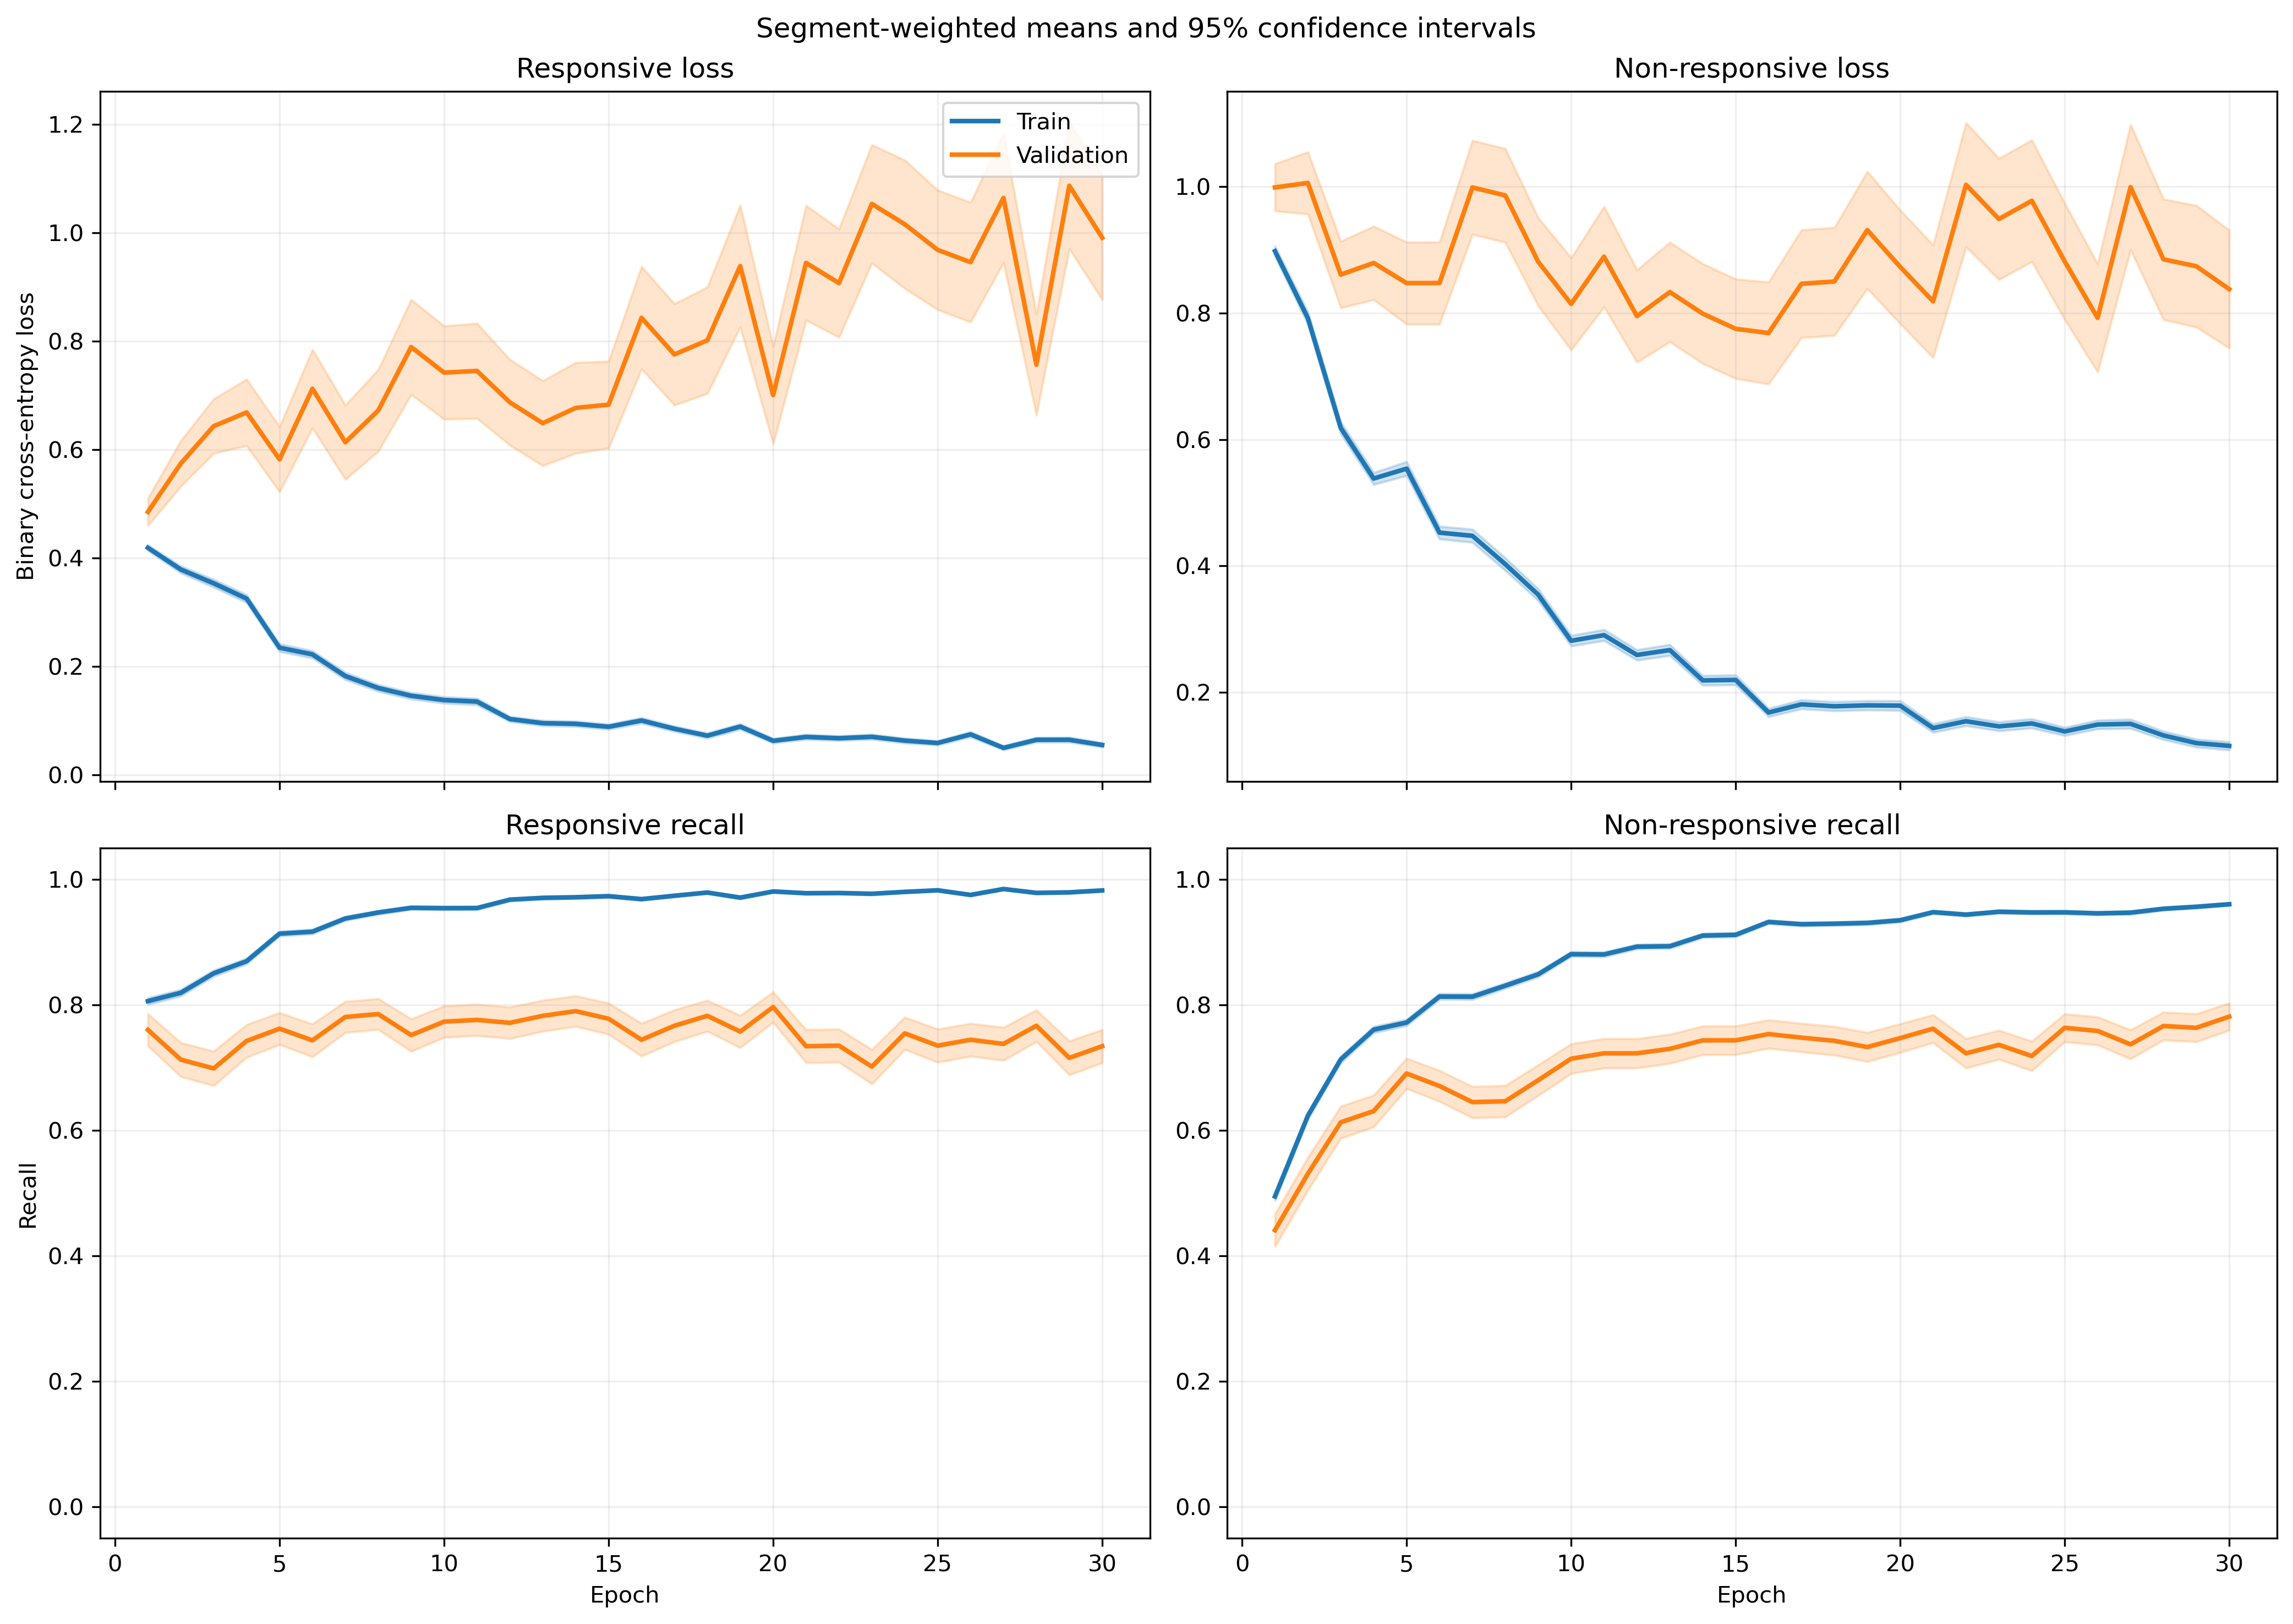 Segment-weighted means and 95% confidence intervals
Responsive loss
Non-responsive loss
Binary cross-entropy loss
1.2
1.0
0.8
0.6
0.4
0.2
0.0
Train
Validation
1.0
0.8
0.6
0.4
0.2
Responsive recall
Non-responsive recall
Recall
1.0
0.8
0.6
0.4
0.2
0.0
0 5 10 15 20 25 30
Epoch
1.0
0.8
0.6
0.4
0.2
0.0
0 5 10 15 20 25 30
Epoch